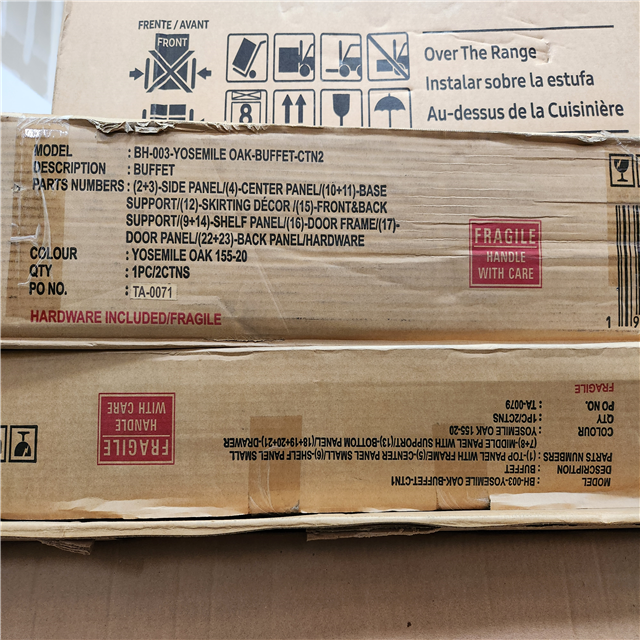 FRENTE / AVANT
FRONT
Over The Range
Instalar sobre la estufa
Au-dessus de la Cuisinière
8
MODEL : BH-003-YOSEMILE OAK-BUFFET-CTN2
DESCRIPTION : BUFFET
PARTS NUMBERS : (2+3)-SIDE PANEL/(4)-CENTER PANEL/(10+11)-BASE
SUPPORT/(12)-SKIRTING DÉCOR /(15)-FRONT&BACK
SUPPORT/(9+14)-SHELF PANEL/(16)-DOOR FRAME/(17)-
DOOR PANEL/(22+23)-BACK PANEL/HARDWARE
COLOUR : YOSEMILE OAK 155-20
QTY : 1PC/2CTNS
PO NO. : TA-0071
HARDWARE INCLUDED/FRAGILE
FRAGILE
HANDLE
WITH CARE
1 9
MODEL : BH-003-YOSEMILE OAK-BUFFET-CTN1
DESCRIPTION : BUFFET
PARTS NUMBERS : (1)-TOP PANEL WITH FRAME/(5)-CENTER PANEL SMALL/(6)-SHELF PANEL SMALL
(7+8)-MIDDLE PANEL WITH SUPPORT/(13)-BOTTOM PANEL/(18+19+20+21)-DRAWER
COLOUR : YOSEMILE OAK 155-20
QTY : 1PC/2CTNS
PO NO. : TA-0079
FRAGILE
FRAGILE
HANDLE
WITH CARE